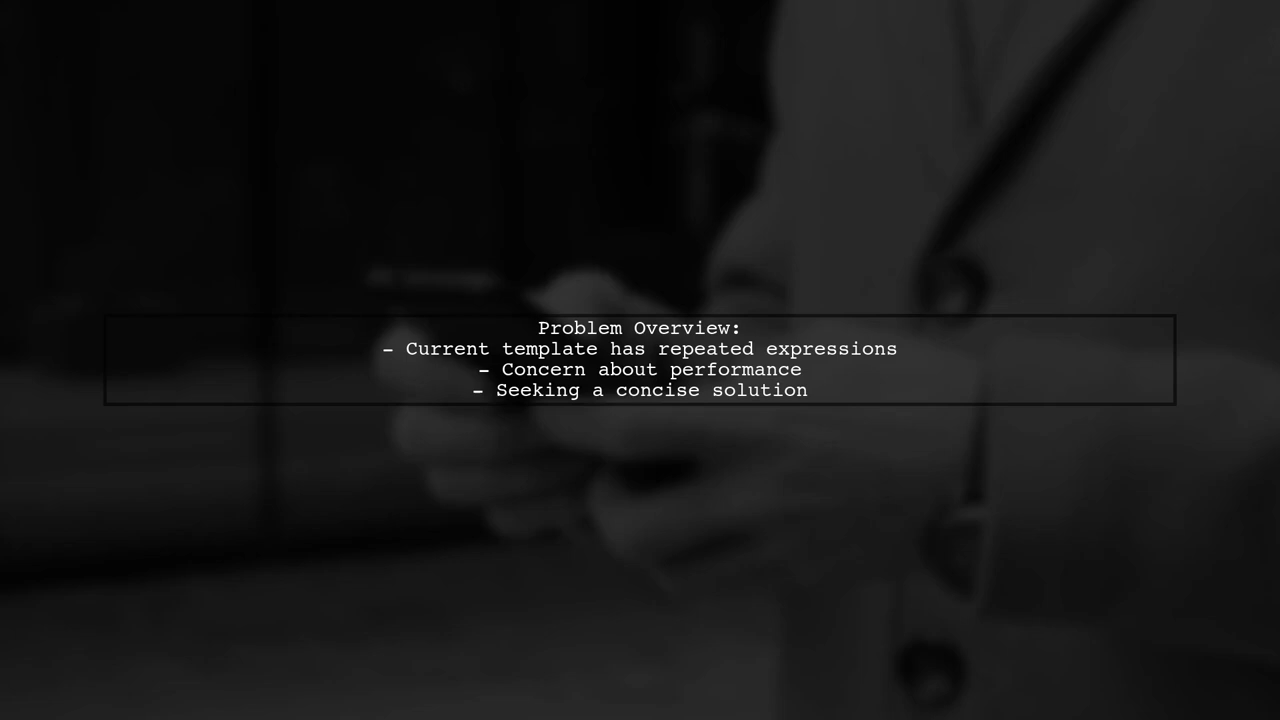 Problem Overview:
- Current template has repeated expressions
- Concern about performance
- Seeking a concise solution